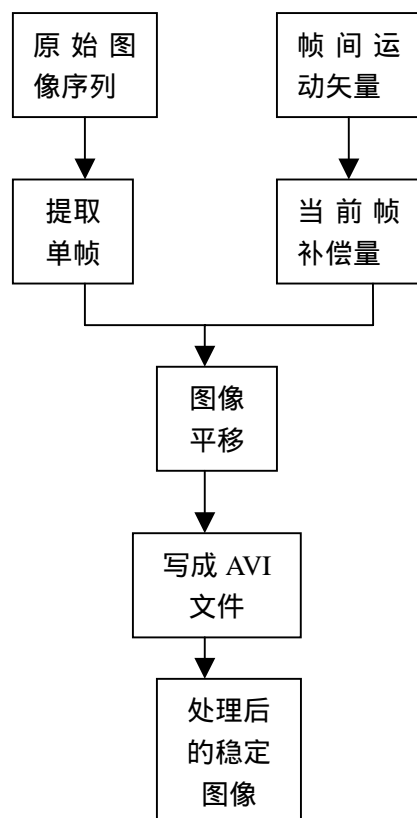 原始图
像序列
帧间运
动矢量
提取
单帧
当前帧
补偿量
图像
平移
写成 AVI
文件
处理后
的稳定
图像